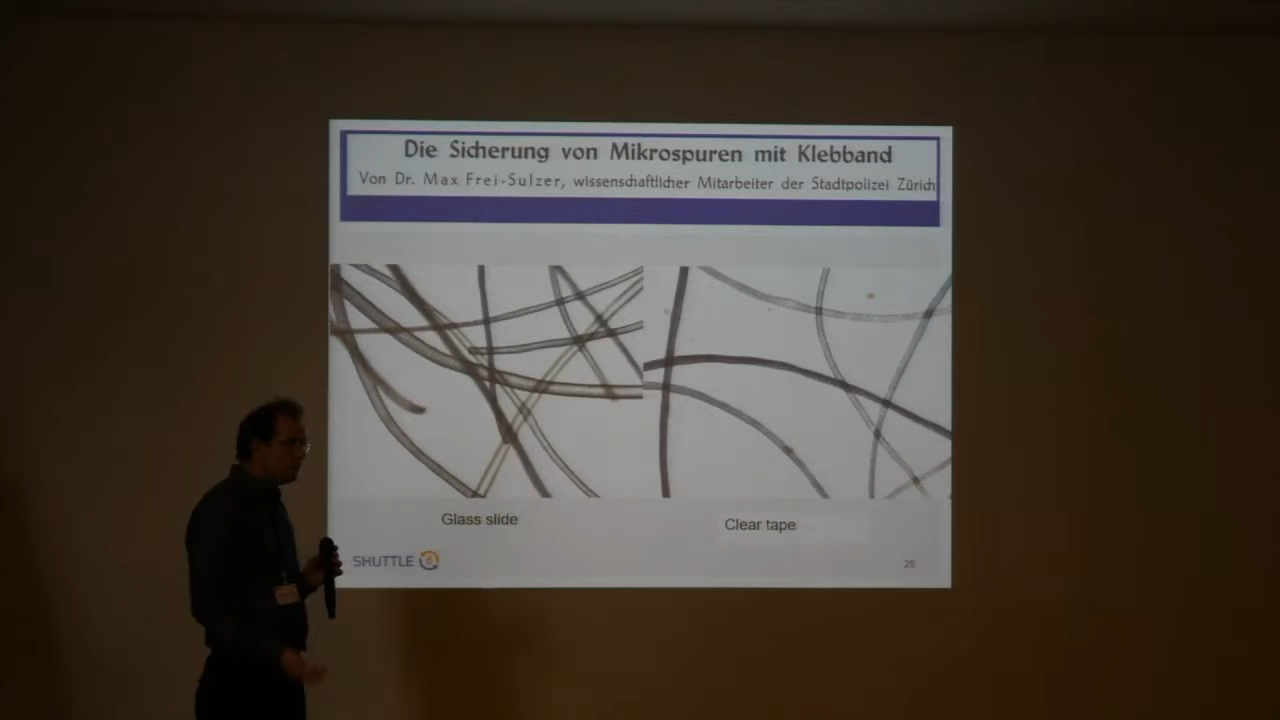 Die Sicherung von Mikrospuren mit Klebband
Von Dr. Max Frei-Sulzer, wissenschaftlicher Mitarbeiter der Stadtpolizei Zürich
Glass slide
Clear tape
SHUTTLE
25